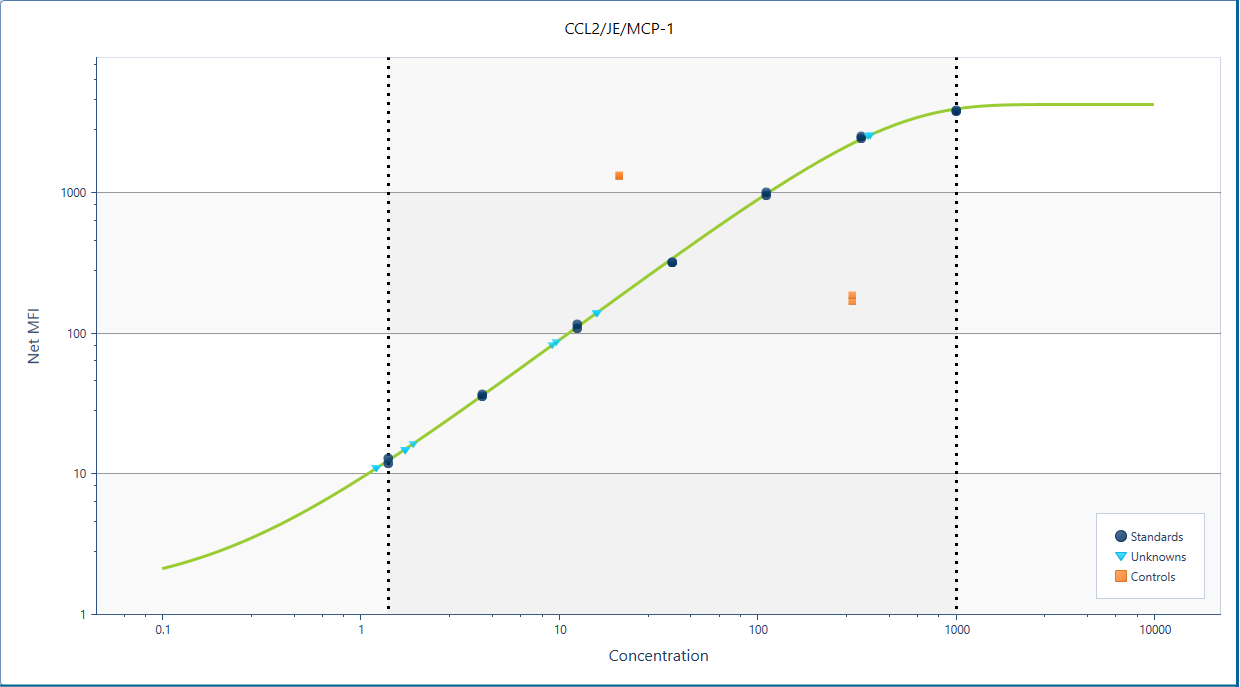 CCL2/JE/MCP-1
1000
100
10
1
Net MFI
0.1 1 10 100 1000 10000
Concentration
Standards
Unknowns
Controls